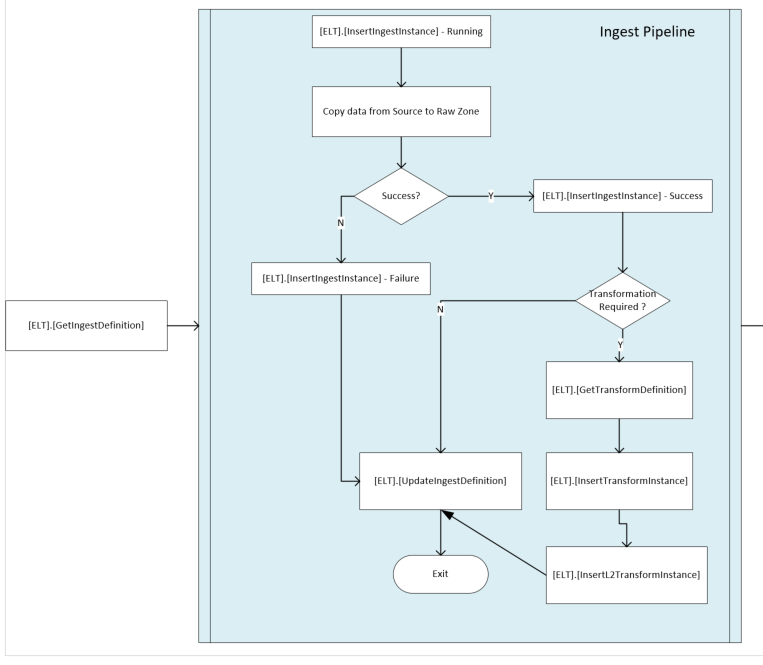 Ingest Pipeline
[ELT].[InsertIngestInstance] - Running
Copy data from Source to Raw Zone
Success?
Y
[ELT].[InsertIngestInstance] - Success
N
[ELT].[InsertIngestInstance] - Failure
Transformation
Required ?
N
[ELT].[GetIngestDefinition]
Y
[ELT].[GetTransformDefinition]
[ELT].[UpdateIngestDefinition]
[ELT].[InsertTransformInstance]
Exit
[ELT].[InsertL2TransformInstance]